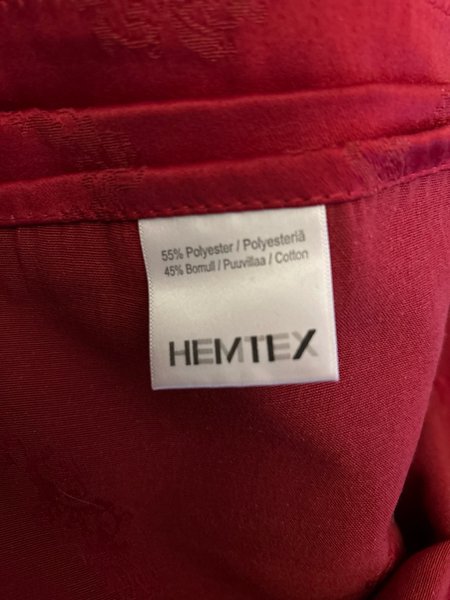 55% Polyester / Polyesteriä
45% Bomull / Puuvillaa / Cotton
HEMTEX